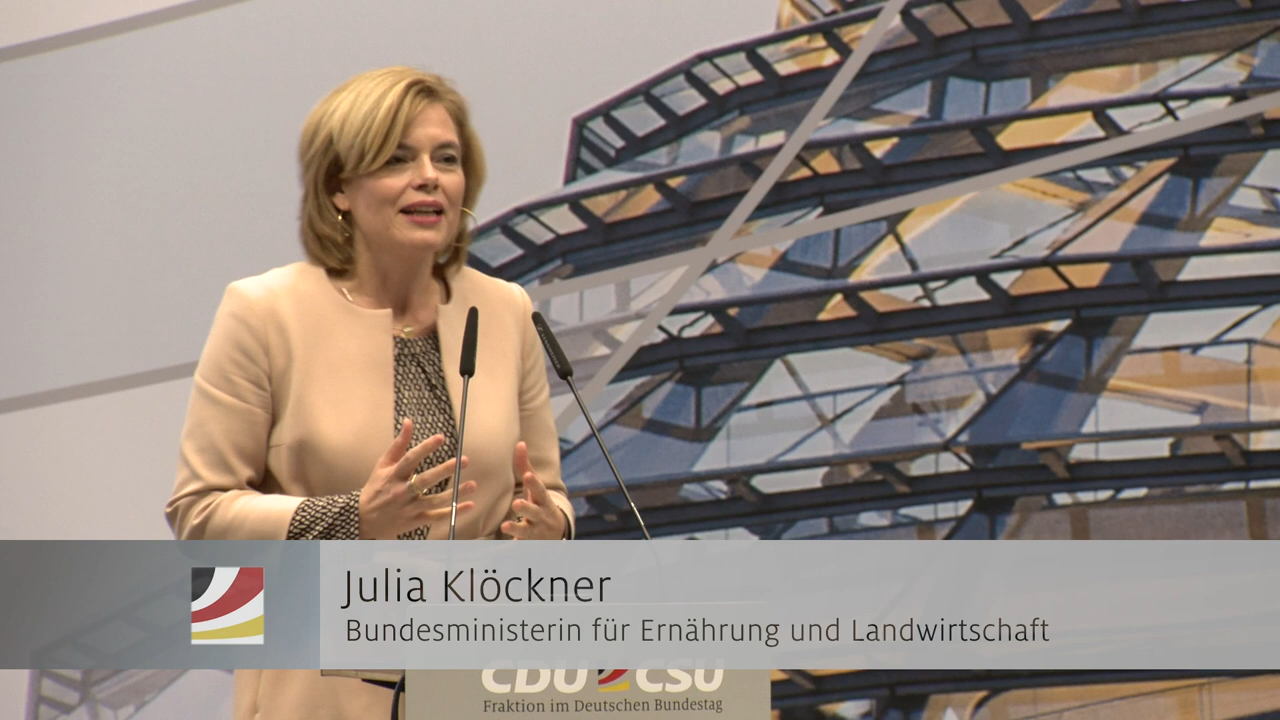 Julia Klöckner
Bundesministerin für Ernährung und Landwirtschaft
CDU CSU
Fraktion im Deutschen Bundestag